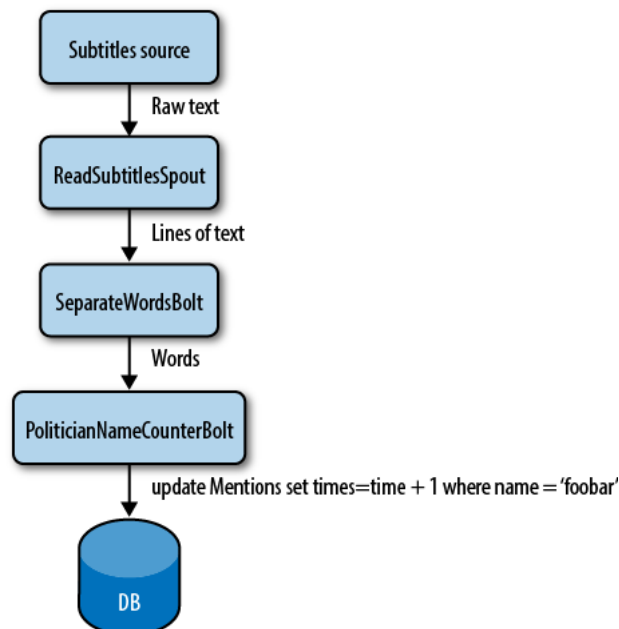 Subtitles source
Raw text
ReadSubtitlesSpout
Lines of text
SeparateWordsBolt
Words
PoliticianNameCounterBolt
update Mentions set times=time + 1 where name = ‘foobar’
DB